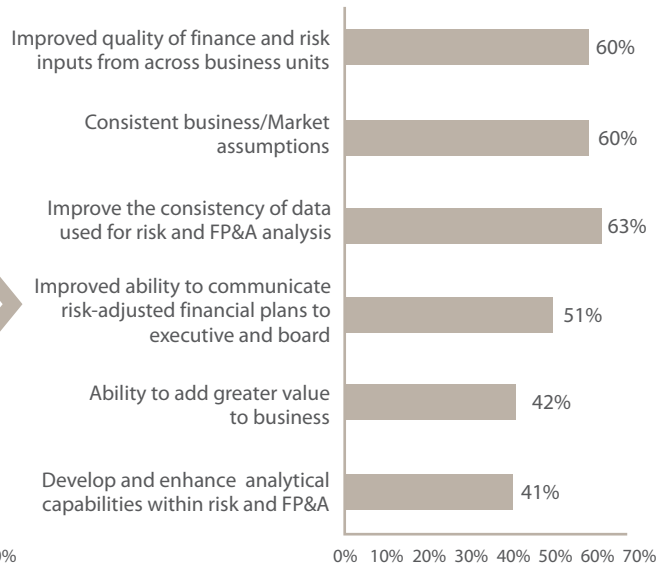 Improved quality of finance and risk
inputs from across business units
60%
Consistent business/Market
assumptions
60%
Improve the consistency of data
used for risk and FP&A analysis
63%
Improved ability to communicate
risk-adjusted financial plans to
executive and board
51%
Ability to add greater value
to business
42%
Develop and enhance analytical
capabilities within risk and FP&A
41%
0% 10% 20% 30% 40% 50% 60% 70%